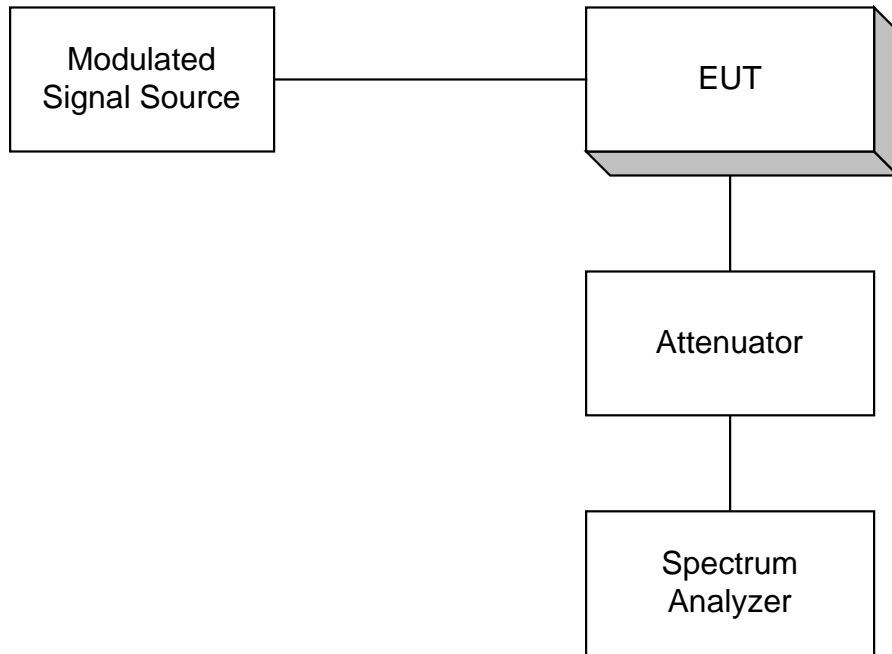 Modulated
Signal Source
EUT
Attenuator
Spectrum
Analyzer